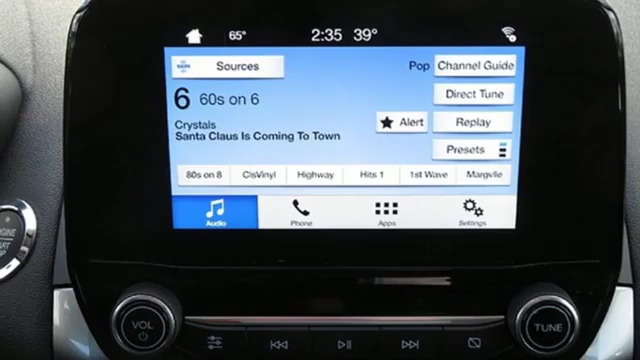 65° 2:35 39°
Sources Pop Channel Guide
6 60s on 6 Direct Tune
Crystals Alert Replay
Santa Claus Is Coming To Town
Presets
80s on 8 ClsVinyl Highway Hits 1 1st Wave Margvlle
Audio Phone Apps Settings
ENGINE
START
VOL TUNE